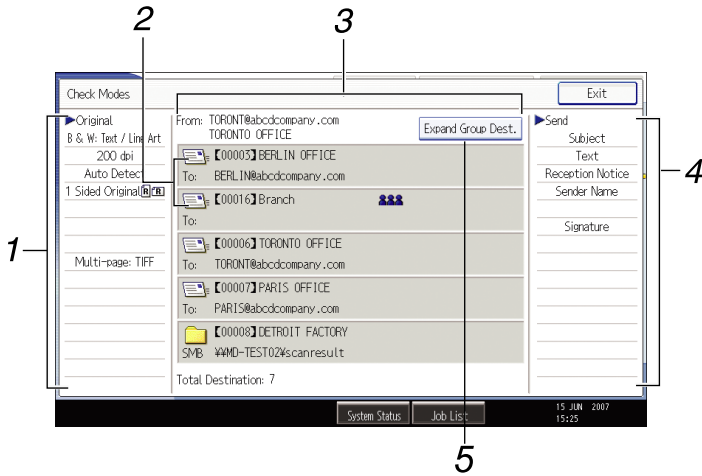 2
3
Check Modes
Exit
1
Original
B & W: Text / Line Art
200 dpi
Auto Detect
1 Sided Original R R
Multi-page: TIFF
From: TORONT@abcdcompany.com
TORONTO OFFICE
Expand Group Dest.
【00003】BERLIN OFFICE
To: BERLIN@abcdcompany.com
【00016】Branch
To:
【00006】TORONTO OFFICE
To: TORONT@abcdcompany.com
【00007】PARIS OFFICE
To: PARIS@abcdcompany.com
【00008】DETROIT FACTORY
SMB ¥¥MD-TEST02¥scanresult
Total Destination: 7
Send
Subject
Text
Reception Notice
Sender Name
Signature
4
System Status
Job List
15 JUN 2007
15:25
5